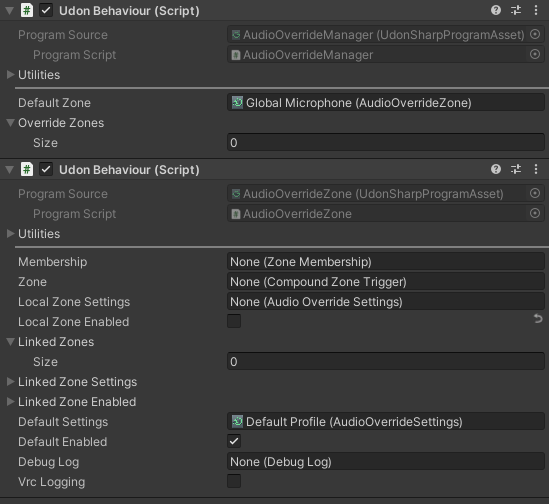 Udon Behaviour (Script)
Program Source AudioOverrideManager (UdonSharpProgramAsset)
Program Script AudioOverrideManager
Utilities
Default Zone Global Microphone (AudioOverrideZone)
Override Zones
Size 0
Udon Behaviour (Script)
Program Source AudioOverrideZone (UdonSharpProgramAsset)
Program Script AudioOverrideZone
Utilities
Membership None (Zone Membership)
Zone None (Compound Zone Trigger)
Local Zone Settings None (Audio Override Settings)
Local Zone Enabled
Linked Zones
Size 0
Linked Zone Settings
Linked Zone Enabled
Default Settings Default Profile (AudioOverrideSettings)
Default Enabled
Debug Log None (Debug Log)
Vrc Logging